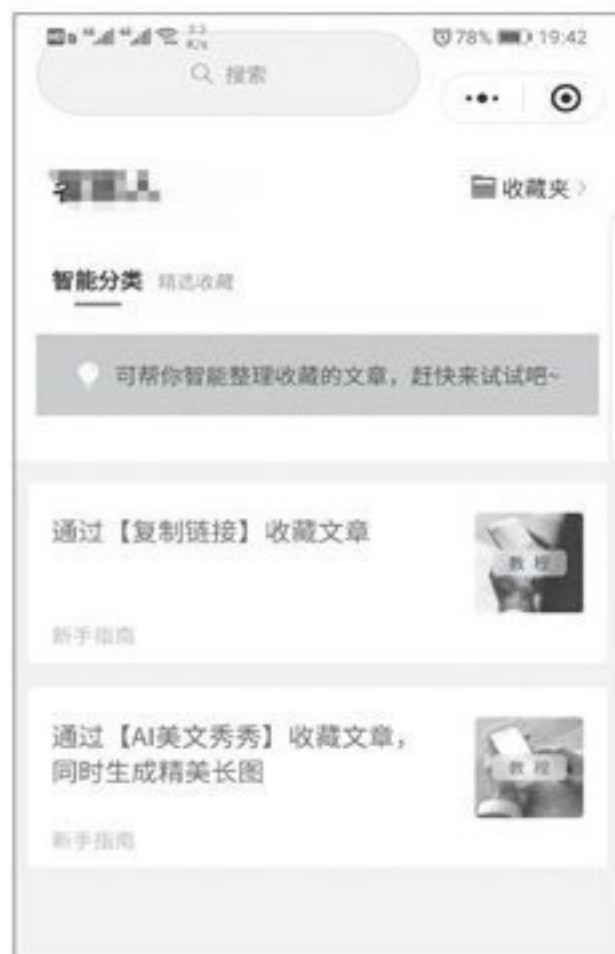 78% 19:42
搜索
收藏夹
智能分类 精选收藏
可帮你智能整理收藏的文章，赶快来试试吧~
通过【复制链接】收藏文章
教程
新手指南
通过【AI美文秀秀】收藏文章，
同时生成精美长图
教程
新手指南